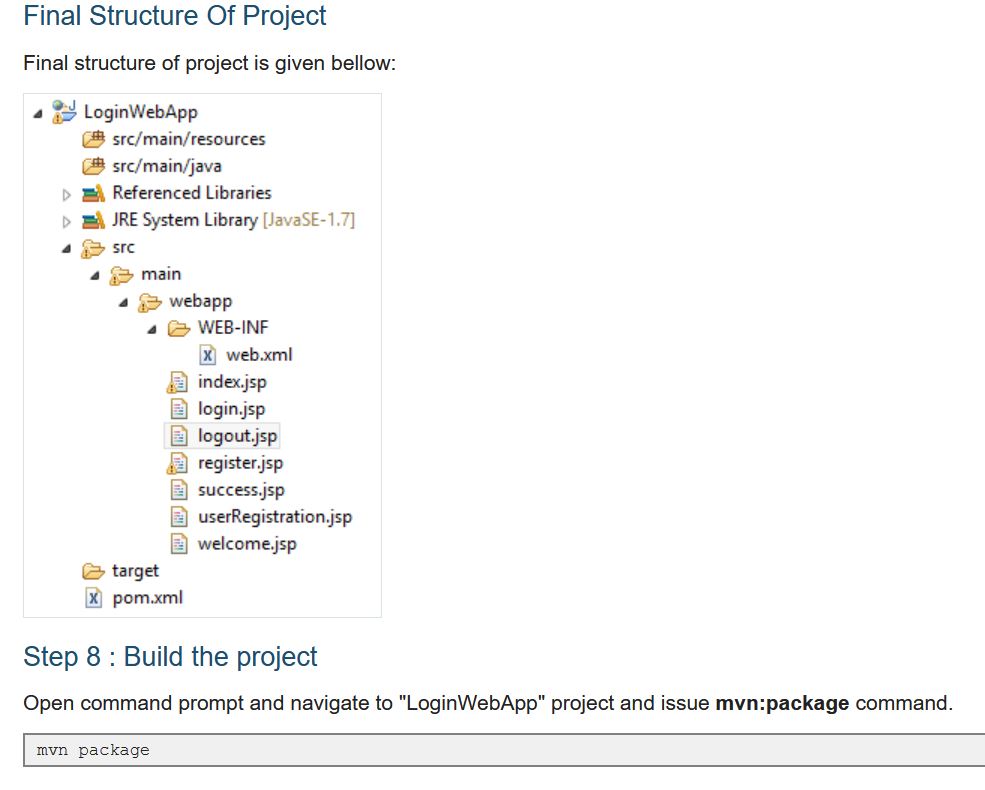 Final Structure Of Project
Final structure of project is given bellow:
LoginWebApp
src/main/resources
src/main/java
Referenced Libraries
JRE System Library [JavaSE-1.7]
src
main
webapp
WEB-INF
web.xml
index.jsp
login.jsp
logout.jsp
register.jsp
success.jsp
userRegistration.jsp
welcome.jsp
target
pom.xml
Step 8 : Build the project
Open command prompt and navigate to "LoginWebApp" project and issue mvn:package command.
mvn package